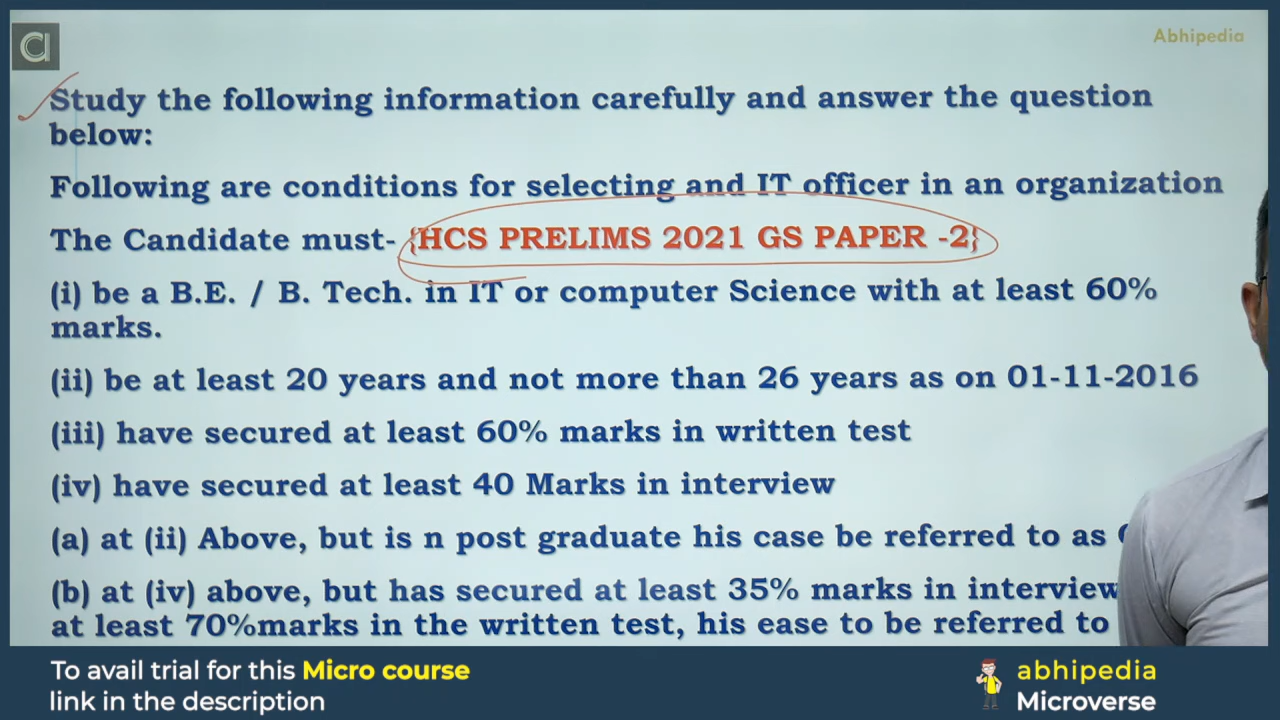 Abhipedia
Study the following information carefully and answer the question
below:
Following are conditions for selecting and IT officer in an organization
The Candidate must- {HCS PRELIMS 2021 GS PAPER -2}
(i) be a B.E. / B. Tech. in IT or computer Science with at least 60%
marks.
(ii) be at least 20 years and not more than 26 years as on 01-11-2016
(iii) have secured at least 60% marks in written test
(iv) have secured at least 40 Marks in interview
(a) at (ii) Above, but is n post graduate his case be referred to as
(b) at (iv) above, but has secured at least 35% marks in interview
at least 70%marks in the written test, his ease to be referred to
To avail trial for this Micro course
link in the description
abhipedia
Microverse